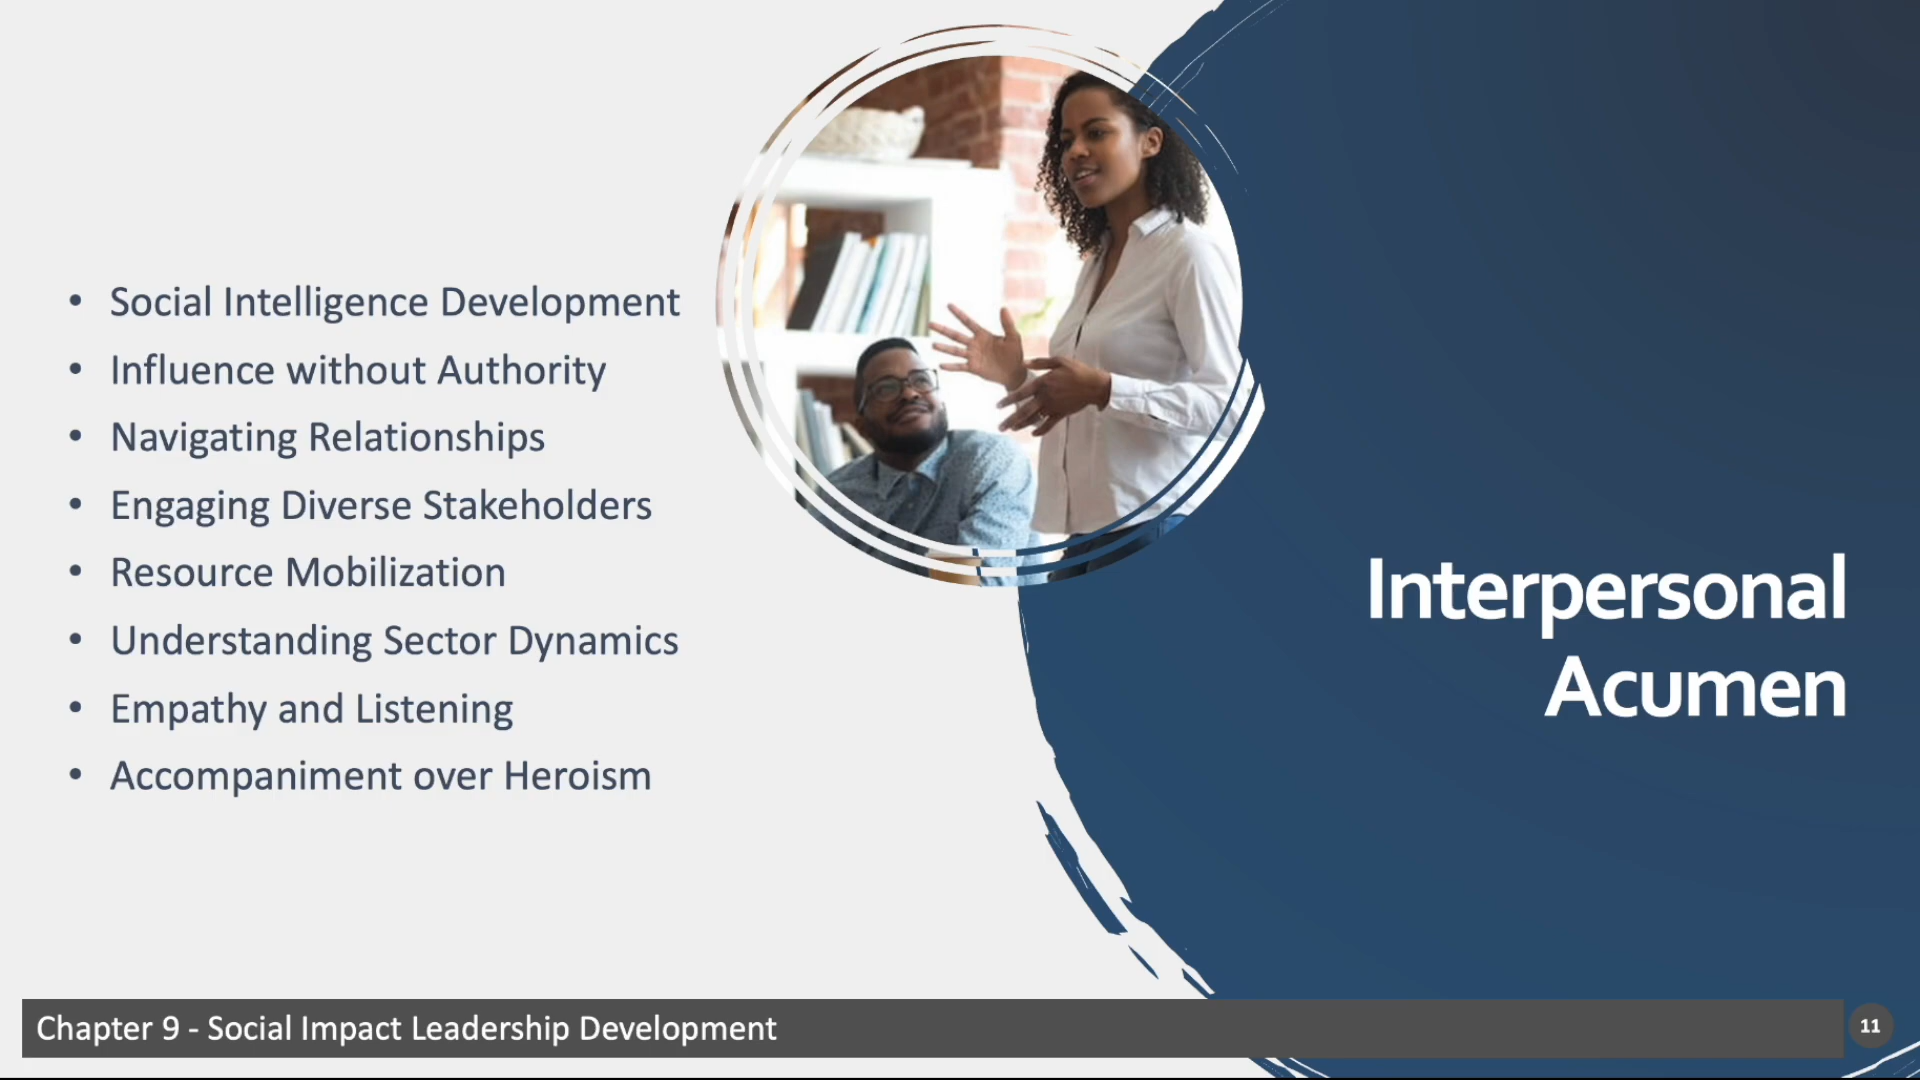 • Social Intelligence Development
• Influence without Authority
• Navigating Relationships
• Engaging Diverse Stakeholders
• Resource Mobilization
• Understanding Sector Dynamics
• Empathy and Listening
• Accompaniment over Heroism
Interpersonal
Acumen
Chapter 9 - Social Impact Leadership Development
11